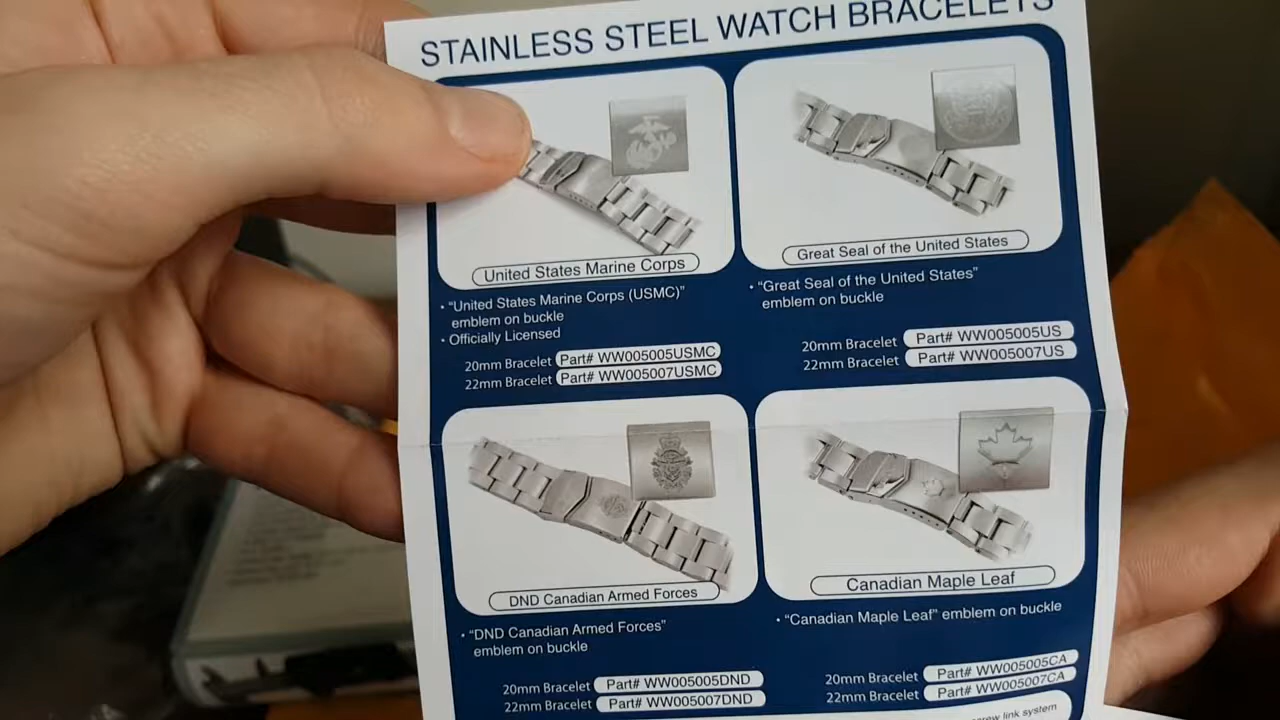 STAINLESS STEEL WATCH BRACELETS
United States Marine Corps
• “United States Marine Corps (USMC)”
emblem on buckle
• Officially Licensed
20mm Bracelet Part# WW005005USMC
22mm Bracelet Part# WW005007USMC
Great Seal of the United States
• “Great Seal of the United States”
emblem on buckle
20mm Bracelet Part# WW005005US
22mm Bracelet Part# WW005007US
DND Canadian Armed Forces
• “DND Canadian Armed Forces”
emblem on buckle
20mm Bracelet Part# WW005005DND
22mm Bracelet Part# WW005007DND
Canadian Maple Leaf
• “Canadian Maple Leaf” emblem on buckle
20mm Bracelet Part# WW005005CA
22mm Bracelet Part# WW005007CA
link system